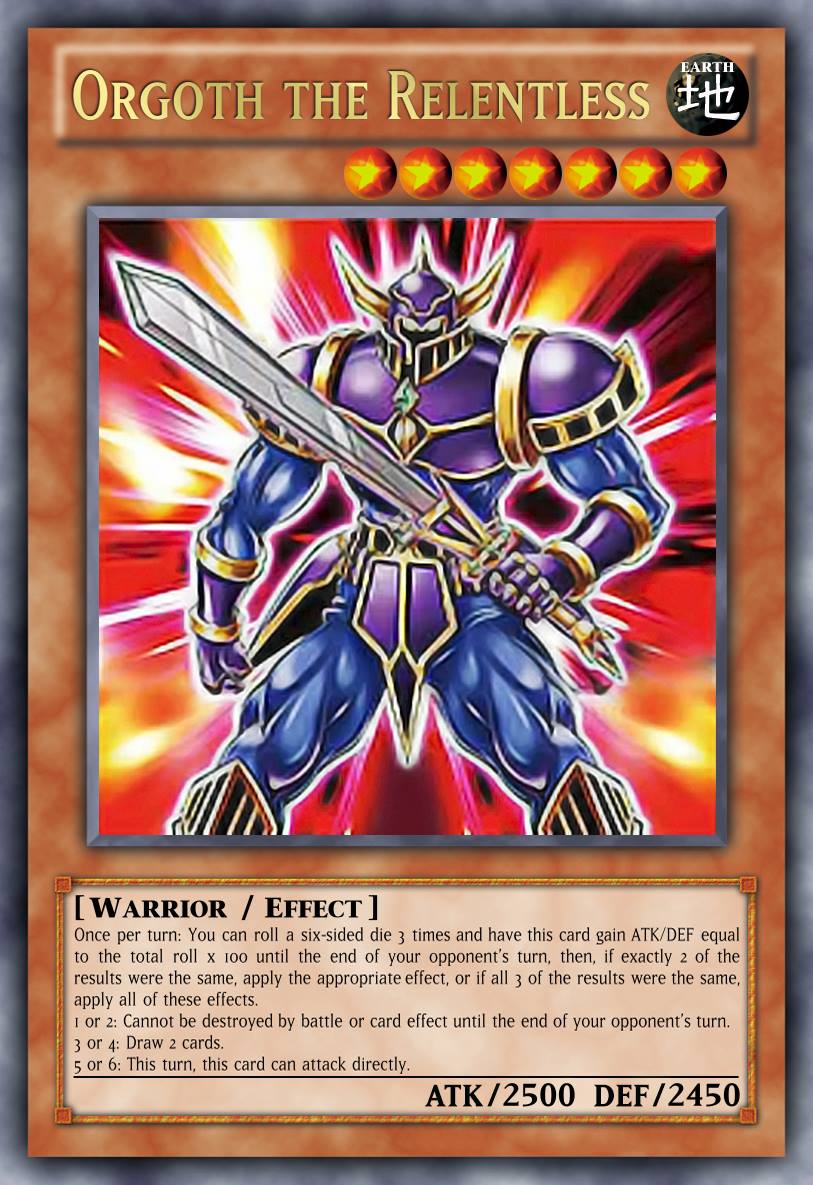 Orgoth the Relentless
EARTH
地
[ Warrior / Effect ]
Once per turn: You can roll a six-sided die 3 times and have this card gain ATK/DEF equal
to the total roll x 100 until the end of your opponent's turn, then, if exactly 2 of the
results were the same, apply the appropriate effect, or if all 3 of the results were the same,
apply all of these effects.
1 or 2: Cannot be destroyed by battle or card effect until the end of your opponent's turn.
3 or 4: Draw 2 cards.
5 or 6: This turn, this card can attack directly.
ATK/2500 DEF/2450